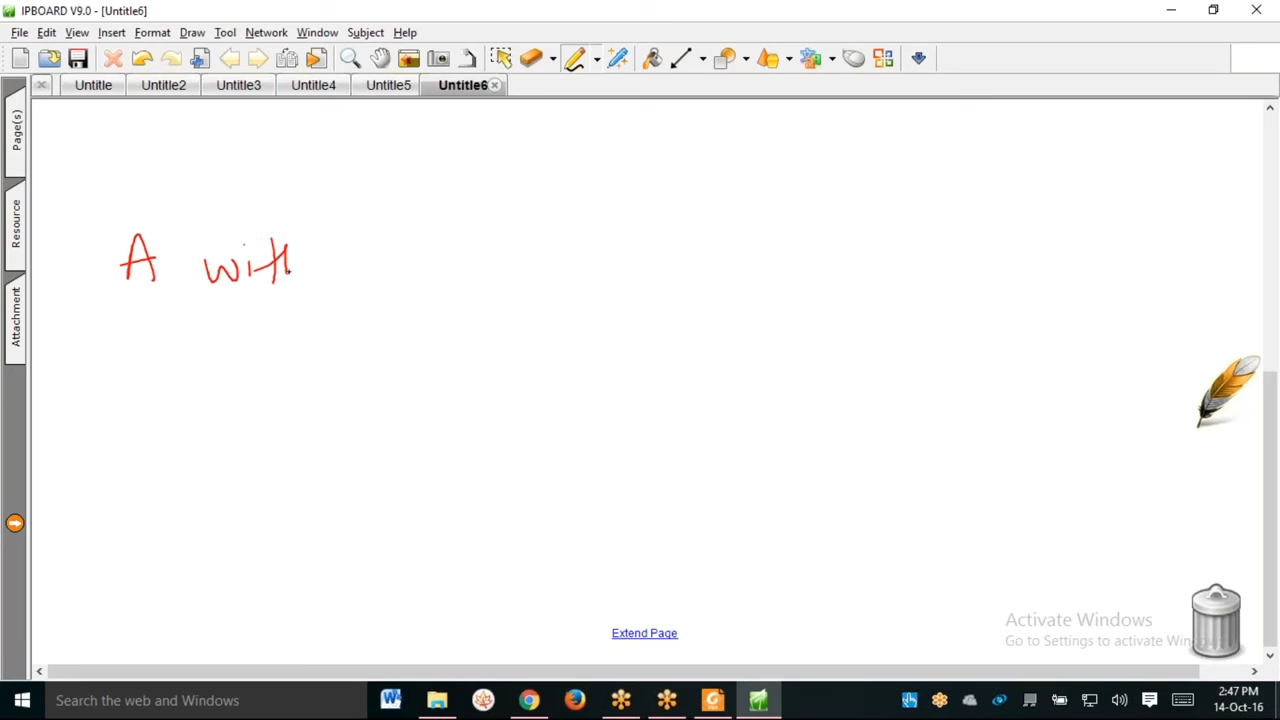 IPBOARD V9.0 - [Untitle6]
File Edit View Insert Format Draw Tool Network Window Subject Help
Untitle Untitle2 Untitle3 Untitle4 Untitle5 Untitle6
Page(s)
Resource
Attachment
A wit
Extend Page
Activate Windows
Go to Settings to activate Windows
Search the web and Windows
2:47 PM
14-Oct-16